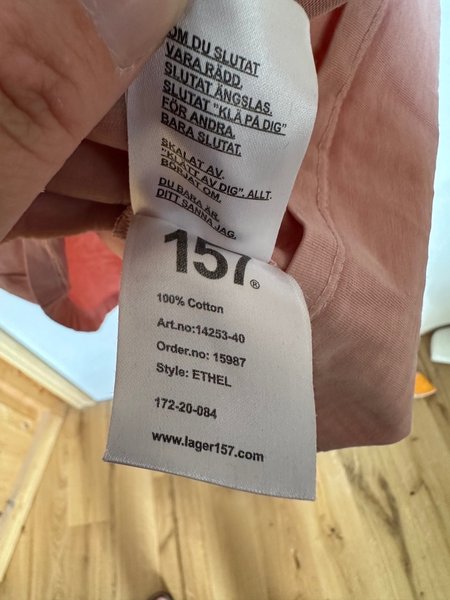 OM DU SLUTAT
VARA RÄDD.
SLUTAT ÄNGSLAS.
SLUTAT "KLÄ PÅ DIG"
FÖR ANDRA.
BARA SLUTAT.
SKALAT AV.
"KLÄTT AV DIG". ALLT.
BÖRJAT OM.
DU BARA ÄR.
DITT SANNA JAG.
157®
100% Cotton
Art.no:14253-40
Order.no: 15987
Style: ETHEL
172-20-084
www.lager157.com